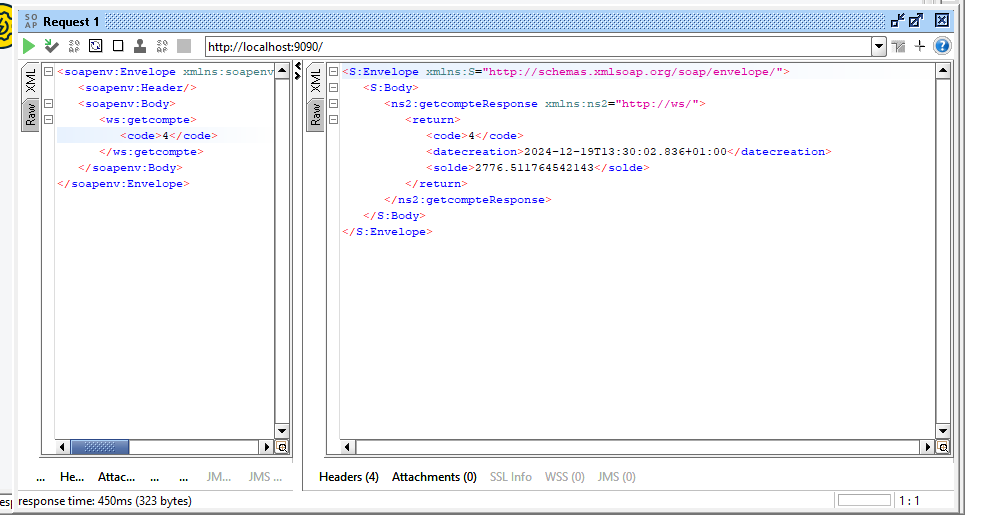 SO AP Request 1
http://localhost:9090/
XML
Raw
<soapenv:Envelope xmlns:soapenv
<soapenv:Header/>
<soapenv:Body>
<ws:getcompte>
<code>4</code>
</ws:getcompte>
</soapenv:Body>
</soapenv:Envelope>
XML
Raw
<S:Envelope xmlns:S="http://schemas.xmlsoap.org/soap/envelope/">
<S:Body>
<ns2:getcompteResponse xmlns:ns2="http://ws/">
<return>
<code>4</code>
<datecreation>2024-12-19T13:30:02.836+01:00</datecreation>
<solde>2776.511764542143</solde>
</return>
</ns2:getcompteResponse>
</S:Body>
</S:Envelope>
... He... Attac... ... ... JM... JMS ...
Headers (4) Attachments (0) SSL Info WSS (0) JMS (0)
response time: 450ms (323 bytes)
1 : 1